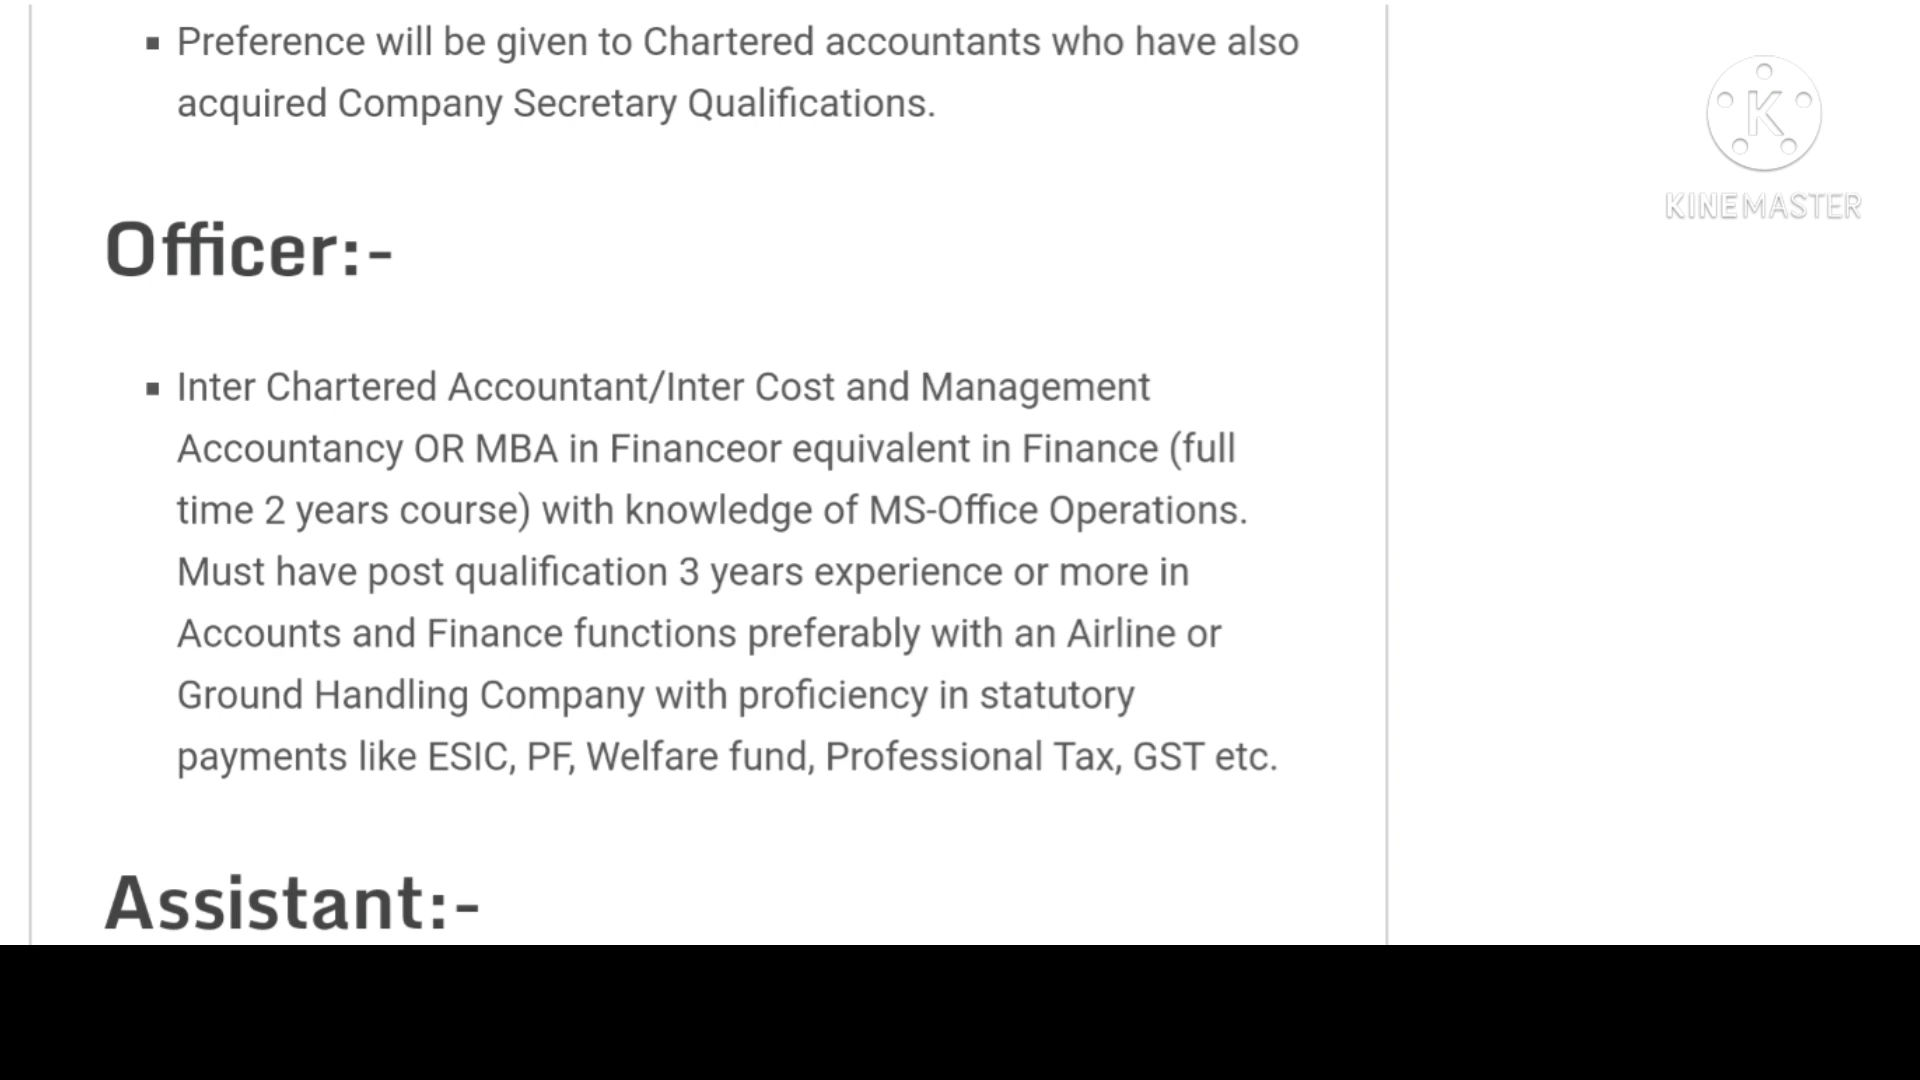 ▪ Preference will be given to Chartered accountants who have also
acquired Company Secretary Qualifications.
K
KINEMASTER
Officer:-
▪ Inter Chartered Accountant/Inter Cost and Management
Accountancy OR MBA in Financeor equivalent in Finance (full
time 2 years course) with knowledge of MS-Office Operations.
Must have post qualification 3 years experience or more in
Accounts and Finance functions preferably with an Airline or
Ground Handling Company with proficiency in statutory
payments like ESIC, PF, Welfare fund, Professional Tax, GST etc.
Assistant:-